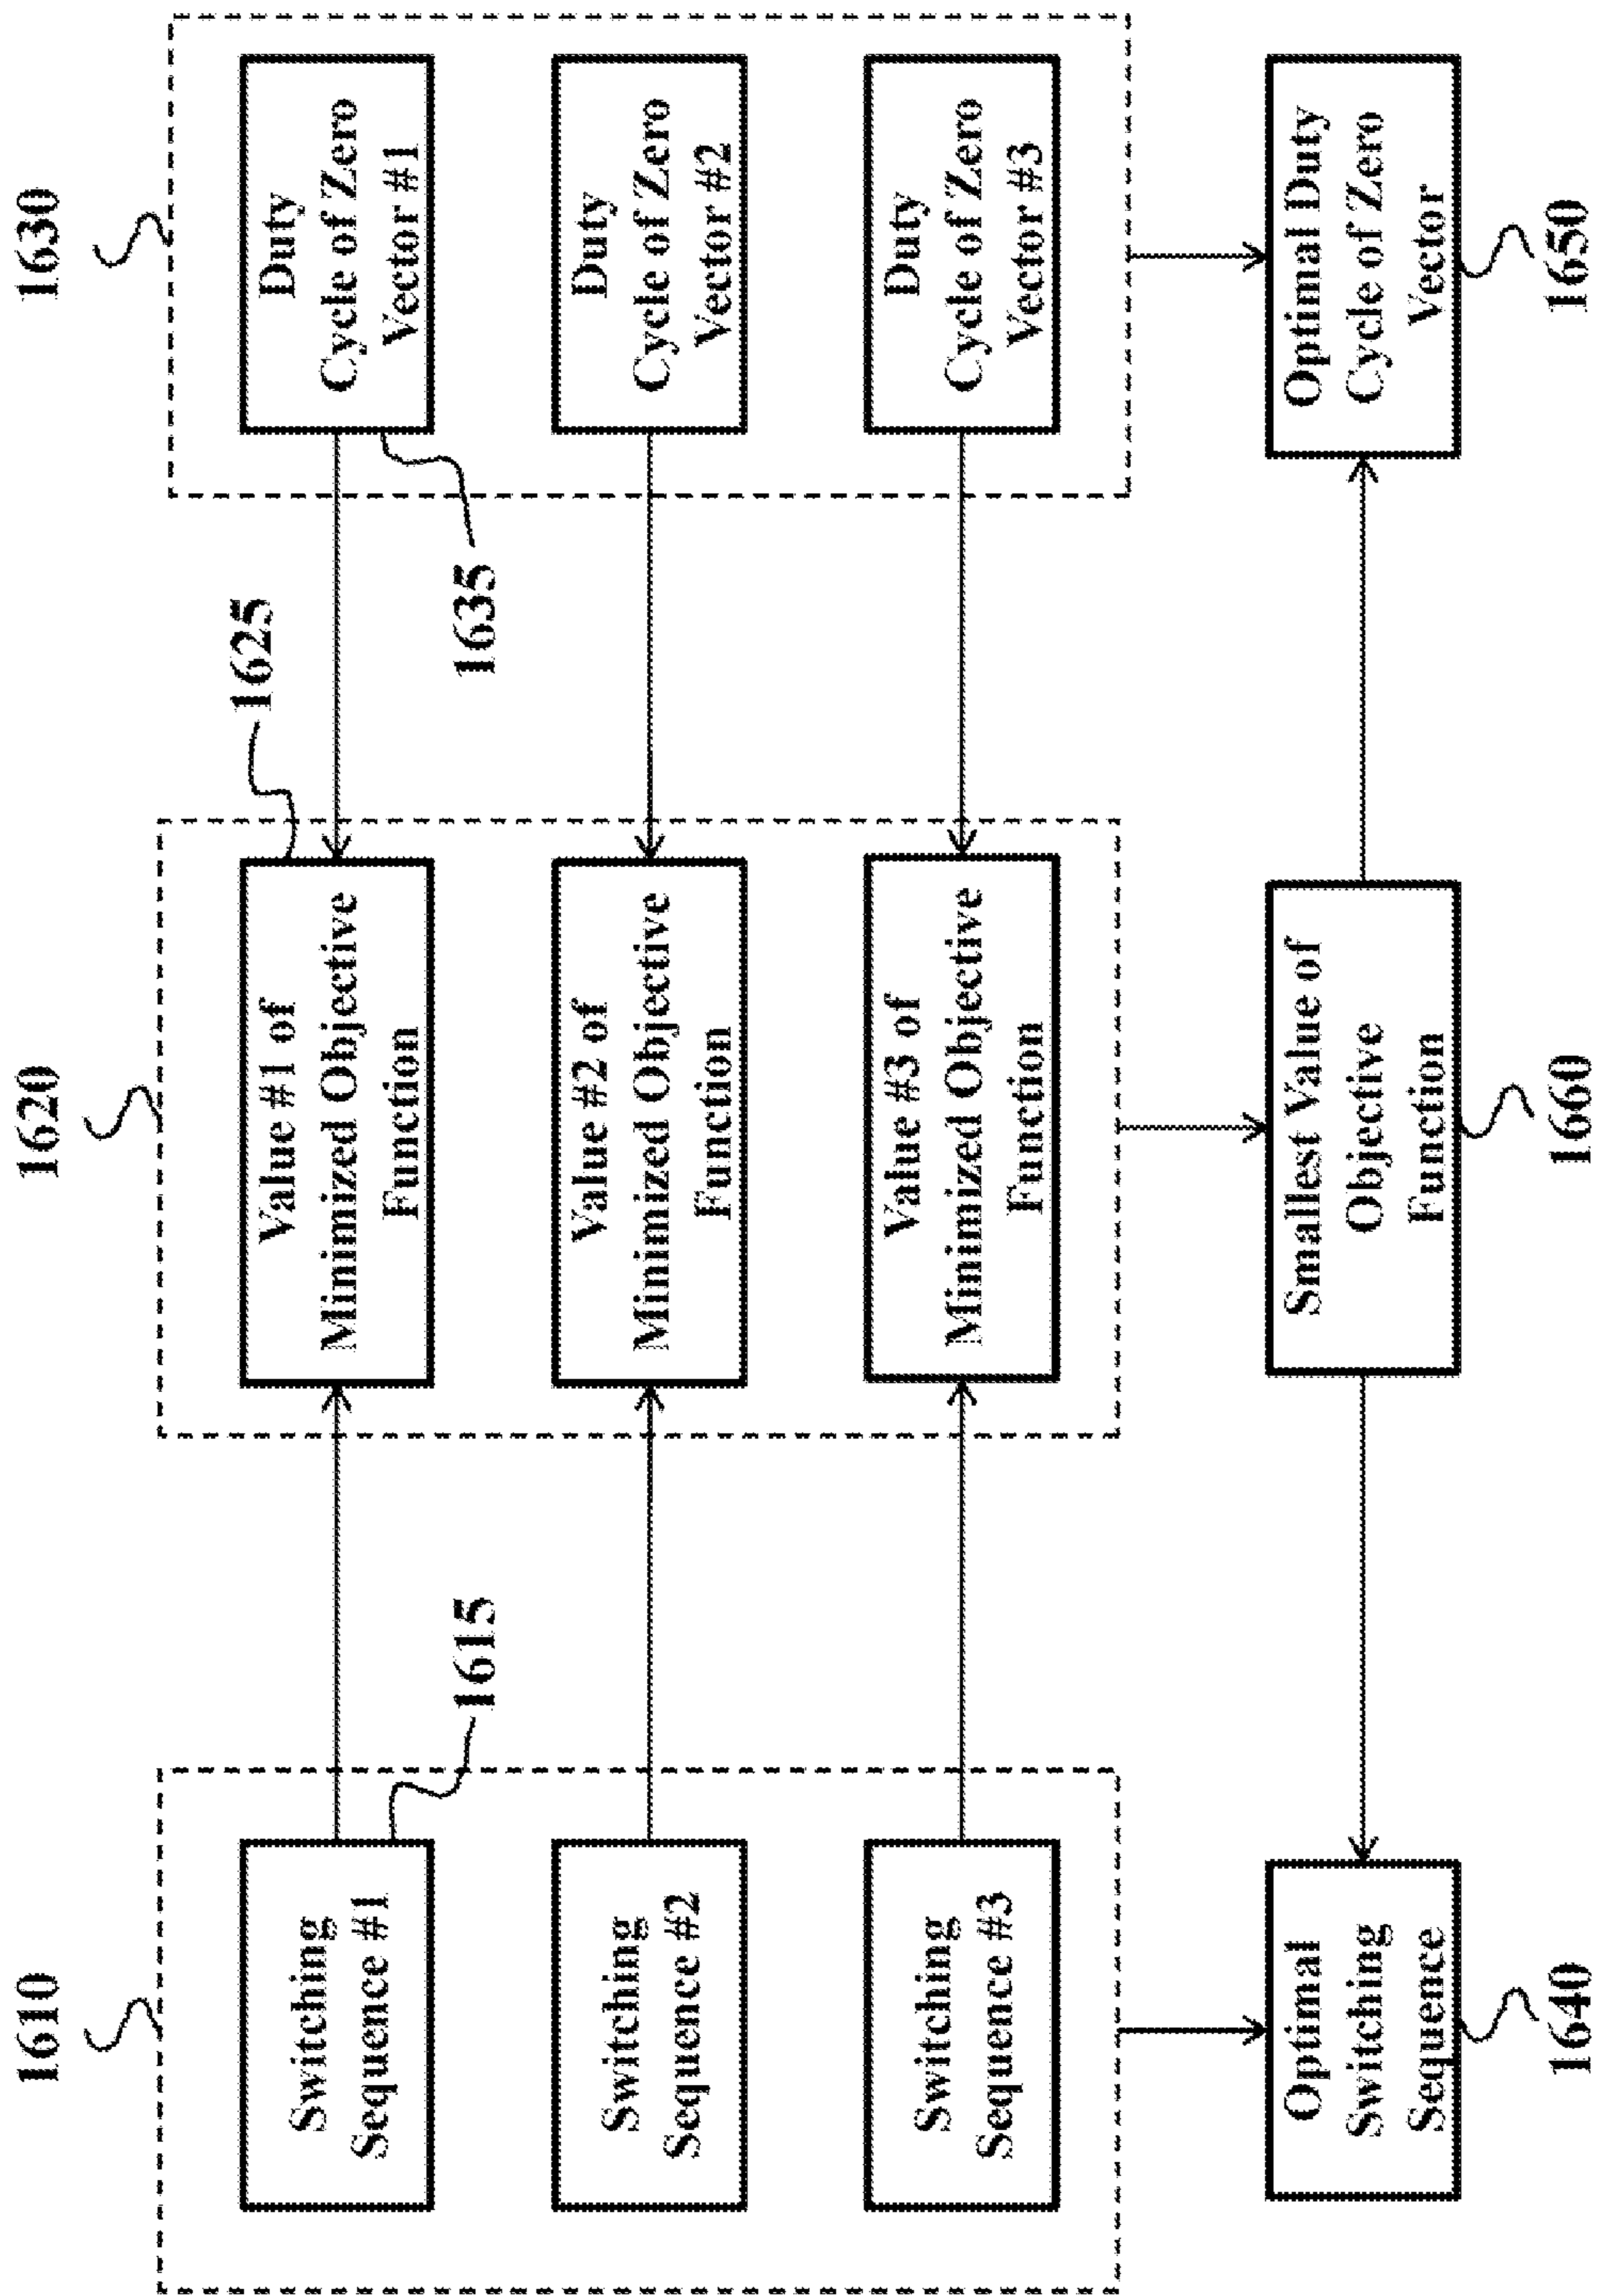 1610
1620
1630
Switching
Sequence #1
1615
Value #1 of
Minimized Objective
Function
1625
Duty
Cycle of Zero
Vector #1
1635
Switching
Sequence #2
Value #2 of
Minimized Objective
Function
Duty
Cycle of Zero
Vector #2
Switching
Sequence #3
Value #3 of
Minimized Objective
Function
Duty
Cycle of Zero
Vector #3
Optimal
Switching
Sequence
Smallest Value of
Objective
Function
Optimal Duty
Cycle of Zero
Vector
1640
1660
1650